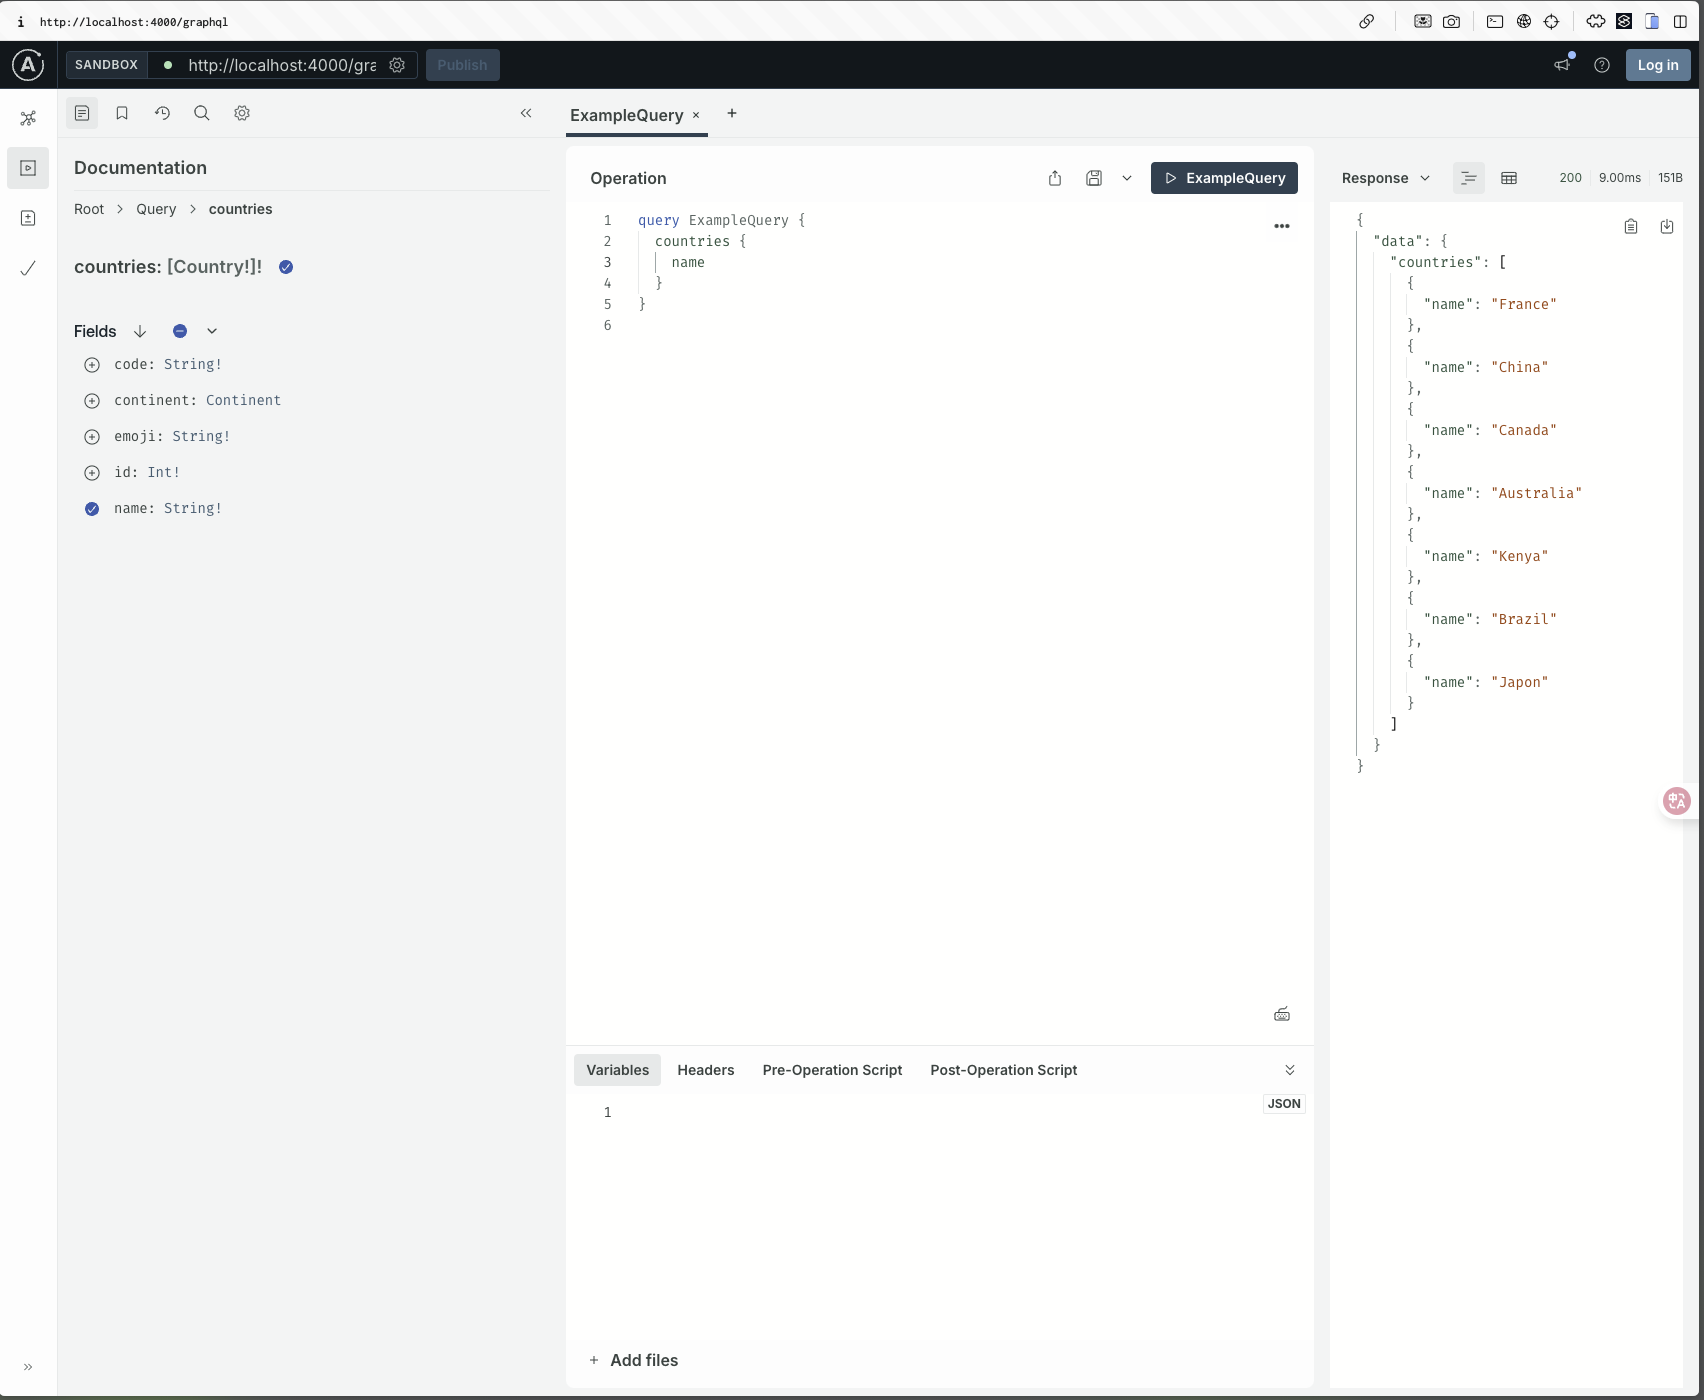 i http://localhost:4000/graphql
SANDBOX http://localhost:4000/gra Publish Log in
Documentation
Root > Query > countries
countries: [Country!]!
Fields
code: String!
continent: Continent
emoji: String!
id: Int!
name: String!
ExampleQuery × +
Operation
ExampleQuery
1 query ExampleQuery {
2 countries {
3 name
4 }
5 }
6
Variables Headers Pre-Operation Script Post-Operation Script
JSON
1
+ Add files
Response 200 9.00ms 151B
{
"data": {
"countries": [
{
"name": "France"
},
{
"name": "China"
},
{
"name": "Canada"
},
{
"name": "Australia"
},
{
"name": "Kenya"
},
{
"name": "Brazil"
},
{
"name": "Japon"
}
]
}
}
中A